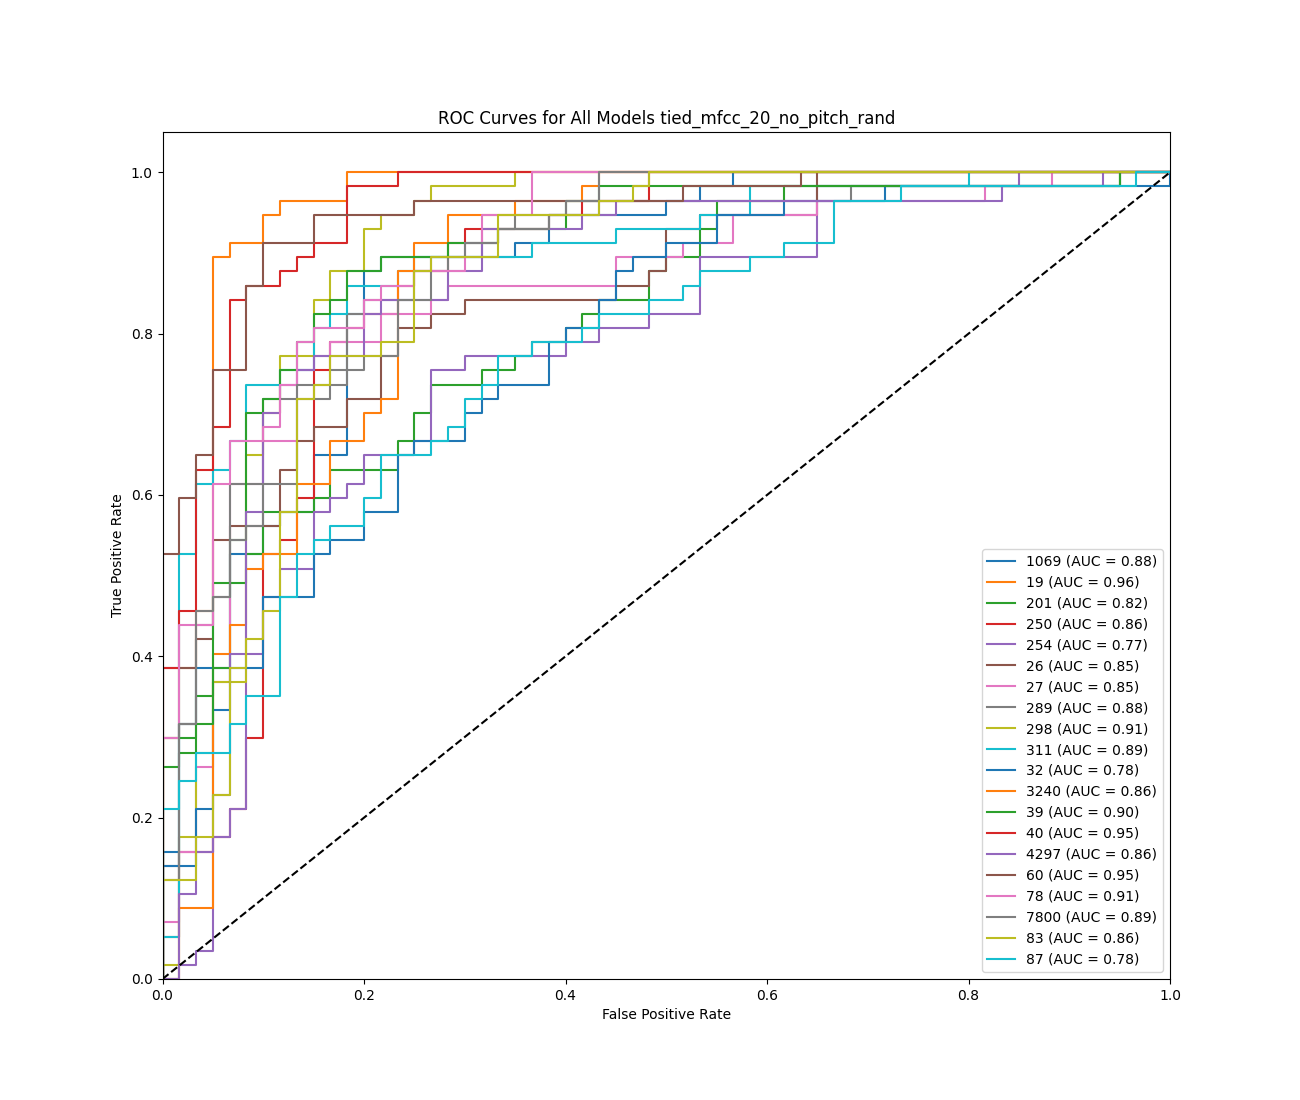 ROC Curves for All Models tied_mfcc_20_no_pitch_rand
1.0
0.8
0.6
0.4
0.2
0.0
True Positive Rate
1069 (AUC = 0.88)
19 (AUC = 0.96)
201 (AUC = 0.82)
250 (AUC = 0.86)
254 (AUC = 0.77)
26 (AUC = 0.85)
27 (AUC = 0.85)
289 (AUC = 0.88)
298 (AUC = 0.91)
311 (AUC = 0.89)
32 (AUC = 0.78)
3240 (AUC = 0.86)
39 (AUC = 0.90)
40 (AUC = 0.95)
4297 (AUC = 0.86)
60 (AUC = 0.95)
78 (AUC = 0.91)
7800 (AUC = 0.89)
83 (AUC = 0.86)
87 (AUC = 0.78)
0.0 0.2 0.4 0.6 0.8 1.0
False Positive Rate